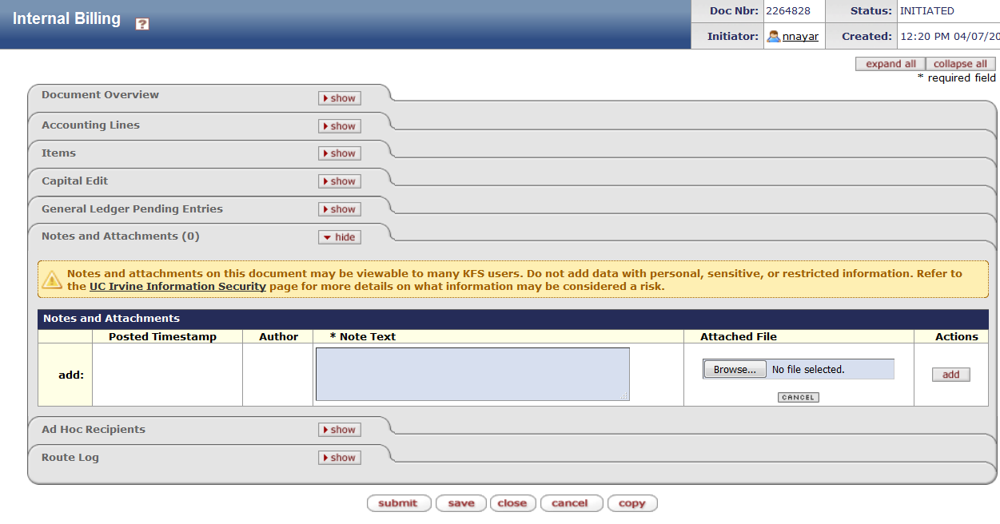 Internal Billing ?
Doc Nbr: 2264828 Status: INITIATED
Initiator: nnayar Created: 12:20 PM 04/07/20
expand all collapse all
* required field
Document Overview show
Accounting Lines show
Items show
Capital Edit show
General Ledger Pending Entries show
Notes and Attachments (0) hide
Notes and attachments on this document may be viewable to many KFS users. Do not add data with personal, sensitive, or restricted information. Refer to
the UC Irvine Information Security page for more details on what information may be considered a risk.
Notes and Attachments
Posted Timestamp Author * Note Text Attached File Actions
add: Browse... No file selected. add
CANCEL
Ad Hoc Recipients show
Route Log show
submit save close cancel copy